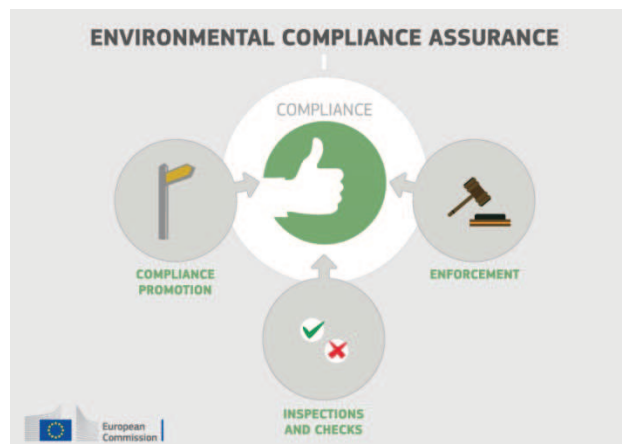 ENVIRONMENTAL COMPLIANCE ASSURANCE
COMPLIANCE
COMPLIANCE
PROMOTION
ENFORCEMENT
INSPECTIONS
AND CHECKS
European
Commission